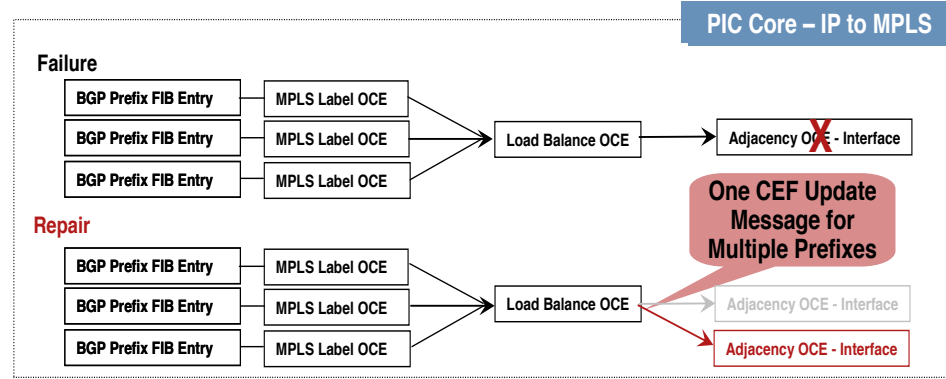 PIC Core – IP to MPLS
Failure
BGP Prefix FIB Entry
MPLS Label OCE
BGP Prefix FIB Entry
MPLS Label OCE
Load Balance OCE
Adjacency OCE - Interface
X
BGP Prefix FIB Entry
MPLS Label OCE
One CEF Update
Message for
Multiple Prefixes
Repair
BGP Prefix FIB Entry
MPLS Label OCE
BGP Prefix FIB Entry
MPLS Label OCE
Load Balance OCE
Adjacency OCE - Interface
BGP Prefix FIB Entry
MPLS Label OCE
Adjacency OCE - Interface